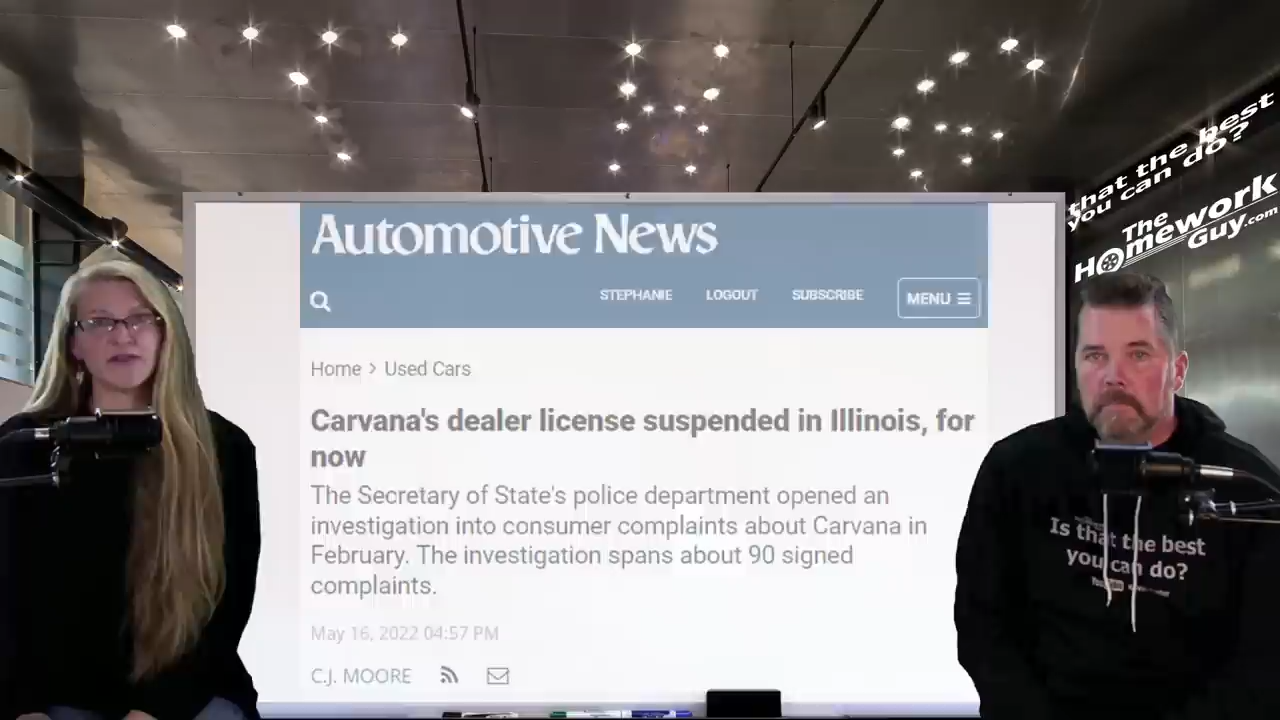 that the best
you can do?
The
Homework
Guy.com
Automotive News
STEPHANIE LOGOUT SUBSCRIBE MENU
Home > Used Cars
Carvana's dealer license suspended in Illinois, for
now
The Secretary of State's police department opened an
investigation into consumer complaints about Carvana in
February. The investigation spans about 90 signed
complaints.
May 16, 2022 04:57 PM
C.J. MOORE
Is that the best
you can do?